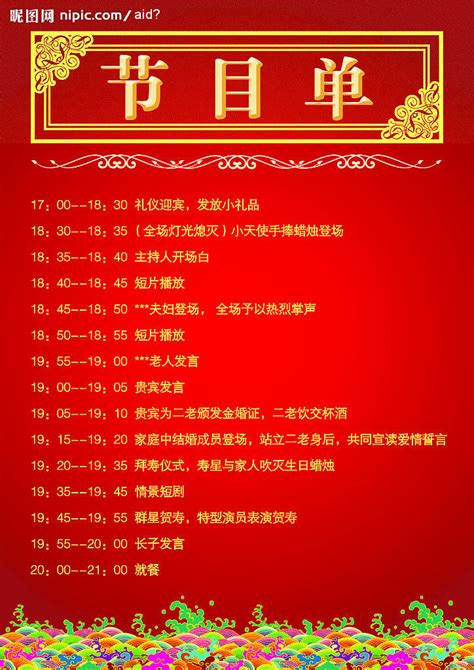 昵图网 nipic.com/aid?
节目单
17：00--18：30 礼仪迎宾，发放小礼品
18：30--18：35（全场灯光熄灭）小天使手捧蜡烛登场
18：35--18：40 主持人开场白
18：40--18：45 短片播放
18：45--18：50 ***夫妇登场， 全场予以热烈掌声
18：50--18：55 短片播放
19：55--19：00 ***老人发言
17：00--19：05 贵宾发言
19：05--19：10 贵宾为二老颁发金婚证，二老饮交杯酒
19：15--19：20 家庭中结婚成员登场，站立二老身后，共同宣读爱情誓言
19：20--19：35 拜寿仪式，寿星与家人吹灭生日蜡烛
19：35--19：45 情景短剧
19：45--19：55 群星贺寿，特型演员表演贺寿
19：55--20：00 长子发言
20：00--21：00 就餐